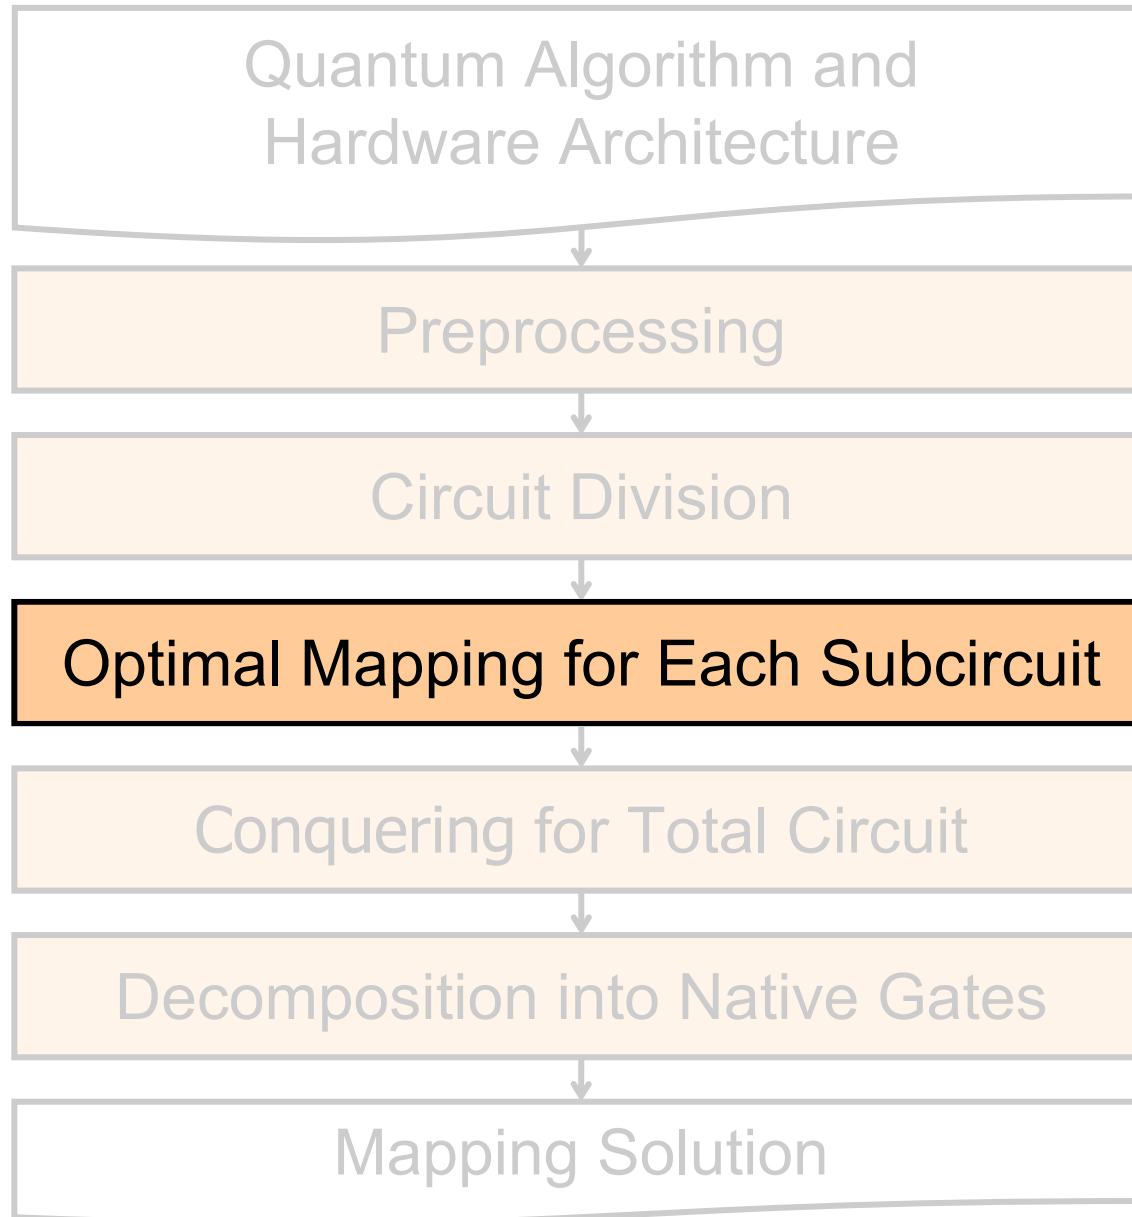 Quantum Algorithm and
Hardware Architecture
Preprocessing
Circuit Division
Optimal Mapping for Each Subcircuit
Conquering for Total Circuit
Decomposition into Native Gates
Mapping Solution